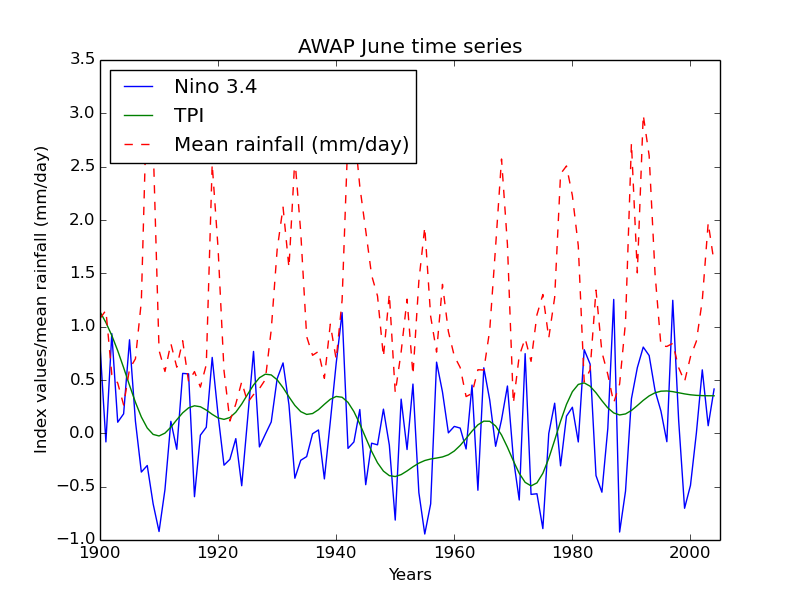 AWAP June time series
Nino 3.4
TPI
Mean rainfall (mm/day)
3.5
3.0
2.5
2.0
1.5
1.0
0.5
0.0
−0.5
−1.0
Index values/mean rainfall (mm/day)
1900 1920 1940 1960 1980 2000
Years